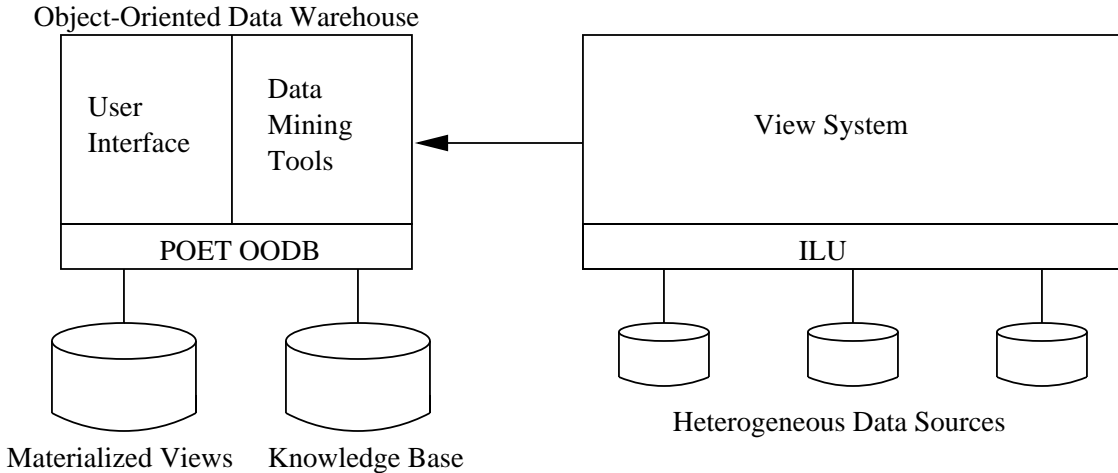 Object-Oriented Data Warehouse
User
Interface
Data
Mining
Tools
View System
POET OODB
ILU
Materialized Views
Knowledge Base
Heterogeneous Data Sources